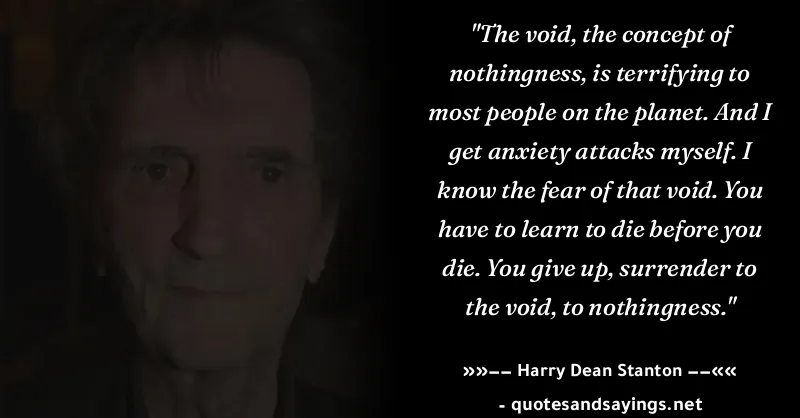 "The void, the concept of
nothingness, is terrifying to
most people on the planet. And I
get anxiety attacks myself. I
know the fear of that void. You
have to learn to die before you
die. You give up, surrender to
the void, to nothingness."
»»−− Harry Dean Stanton −−««
- quotesandsayings.net